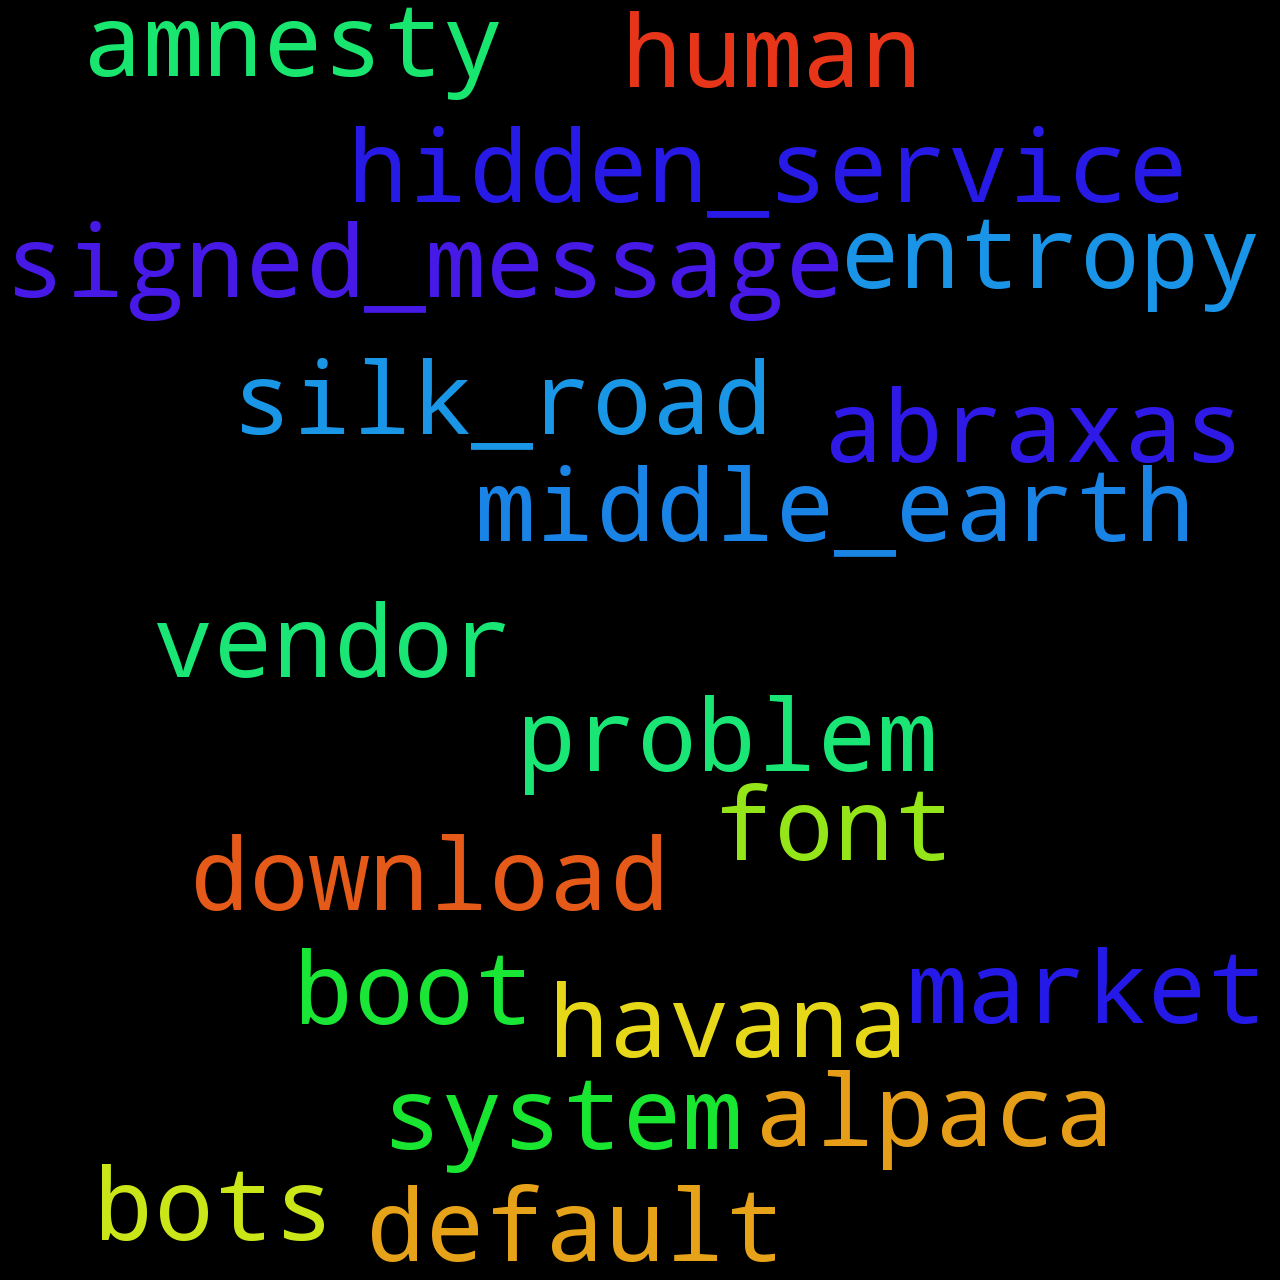 amnesty human
hidden_service
signed_message entropy
silk_road abraxas
middle_earth
vendor
problem
font
download
boot havana market
system alpaca
bots default